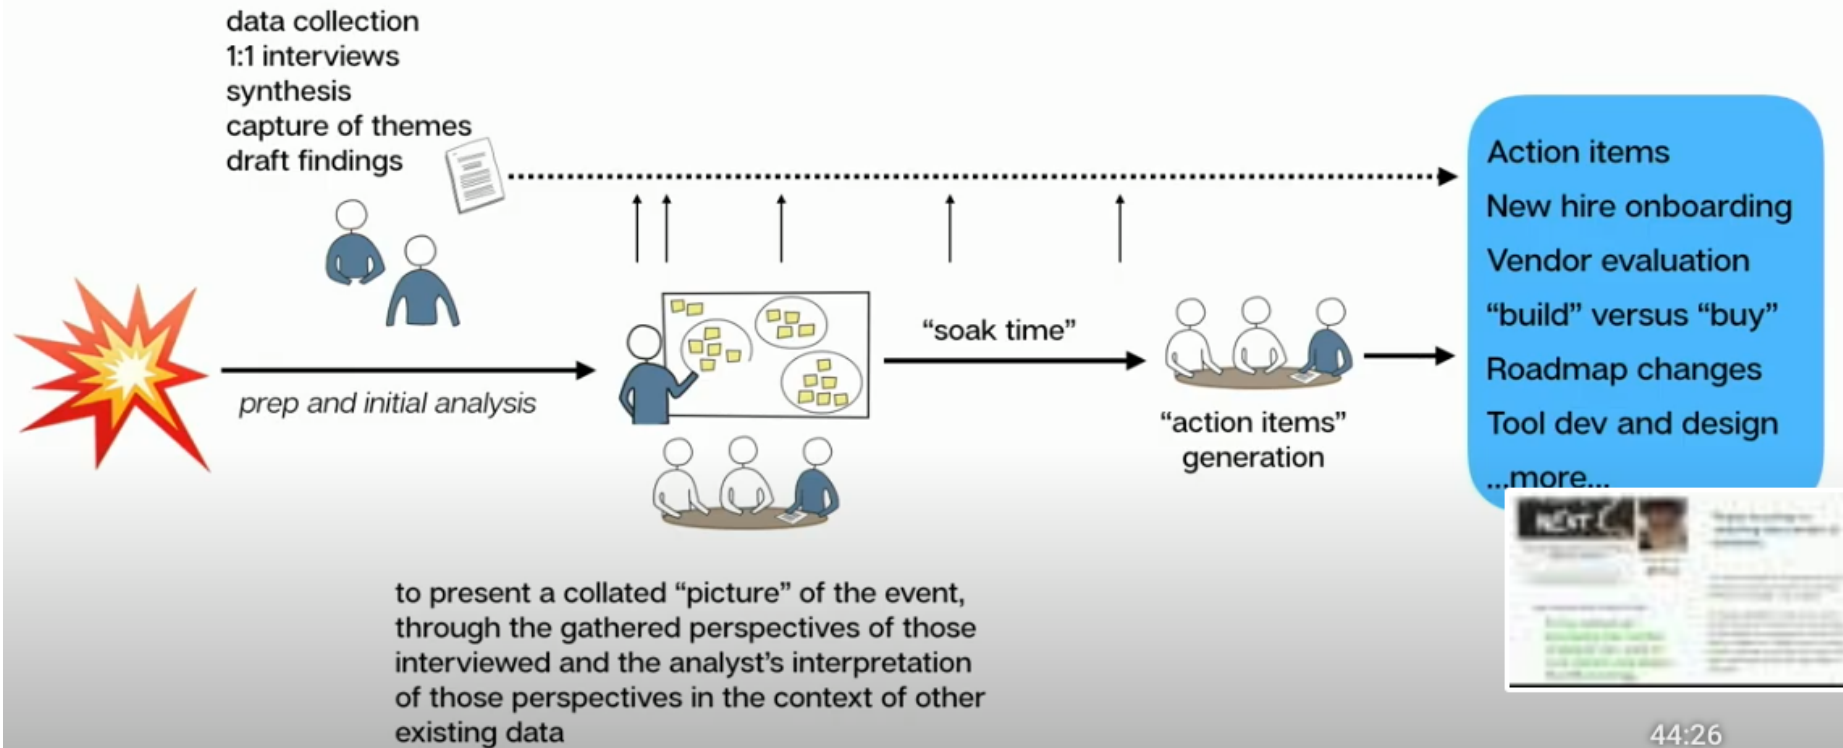 data collection
1:1 interviews
synthesis
capture of themes
draft findings
prep and initial analysis
“soak time”
“action items”
generation
Action items
New hire onboarding
Vendor evaluation
“build” versus “buy”
Roadmap changes
Tool dev and design
...more...
to present a collated “picture” of the event,
through the gathered perspectives of those
interviewed and the analyst’s interpretation
of those perspectives in the context of other
existing data
44:26